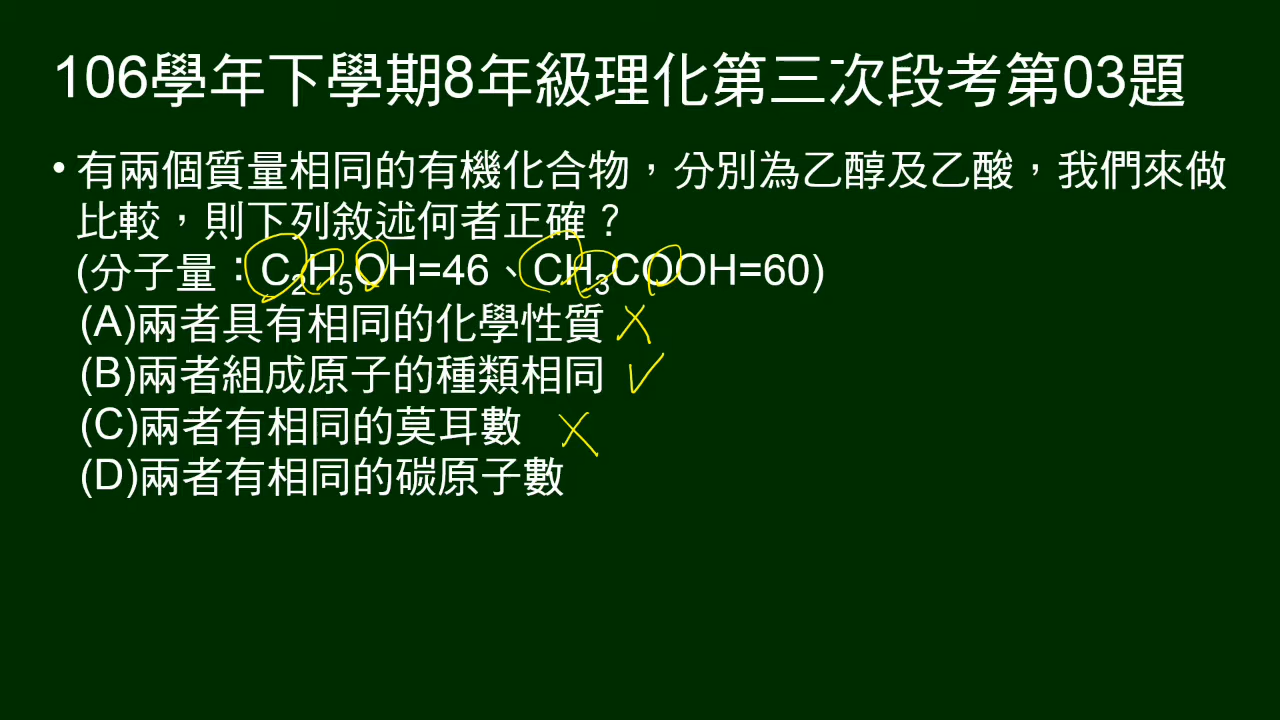 106學年下學期8年級理化第三次段考第03題
• 有兩個質量相同的有機化合物，分別為乙醇及乙酸，我們來做
比較，則下列敘述何者正確？
(分子量：C₂H₅OH=46、CH₃COOH=60)
(A)兩者具有相同的化學性質 ×
(B)兩者組成原子的種類相同 ✓
(C)兩者有相同的莫耳數 ×
(D)兩者有相同的碳原子數